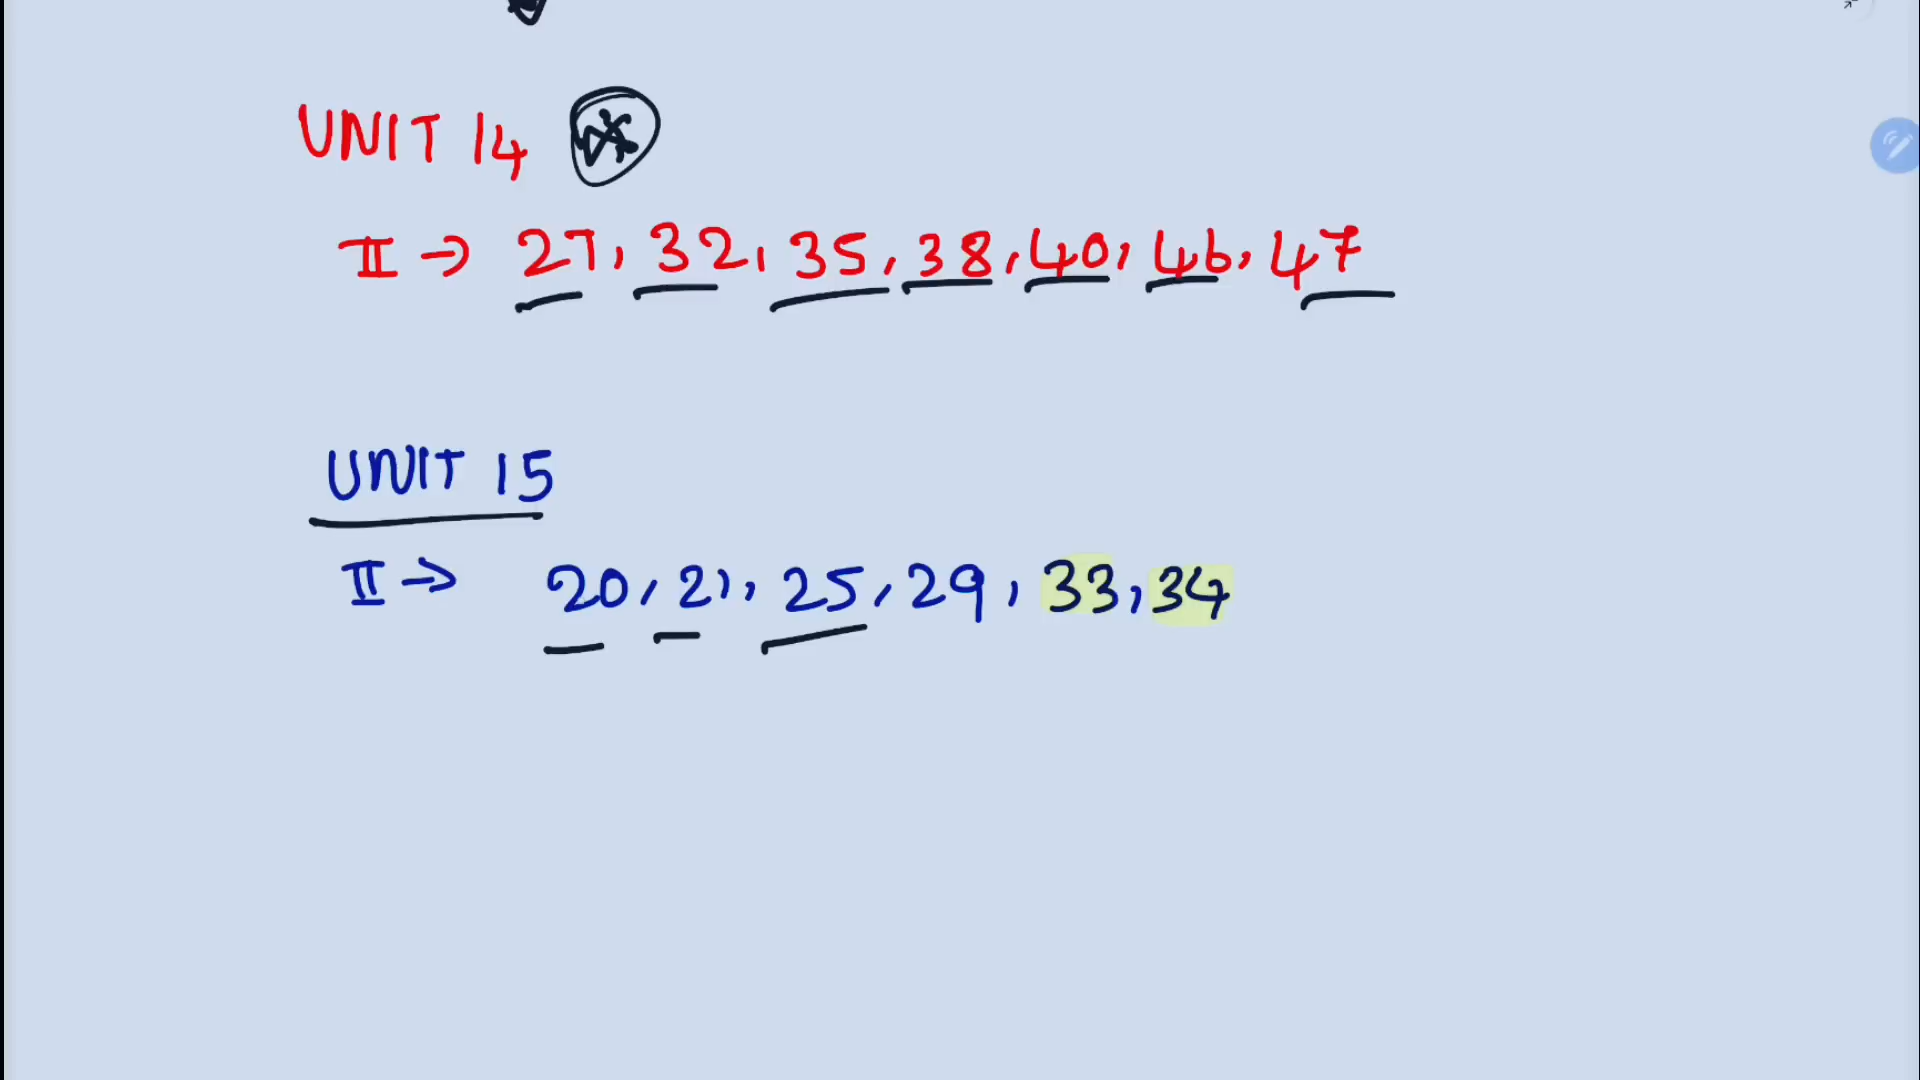 UNIT 14
II → 27, 32, 35, 38, 40, 46, 47
UNIT 15
II → 20, 21, 25, 29, 33, 34